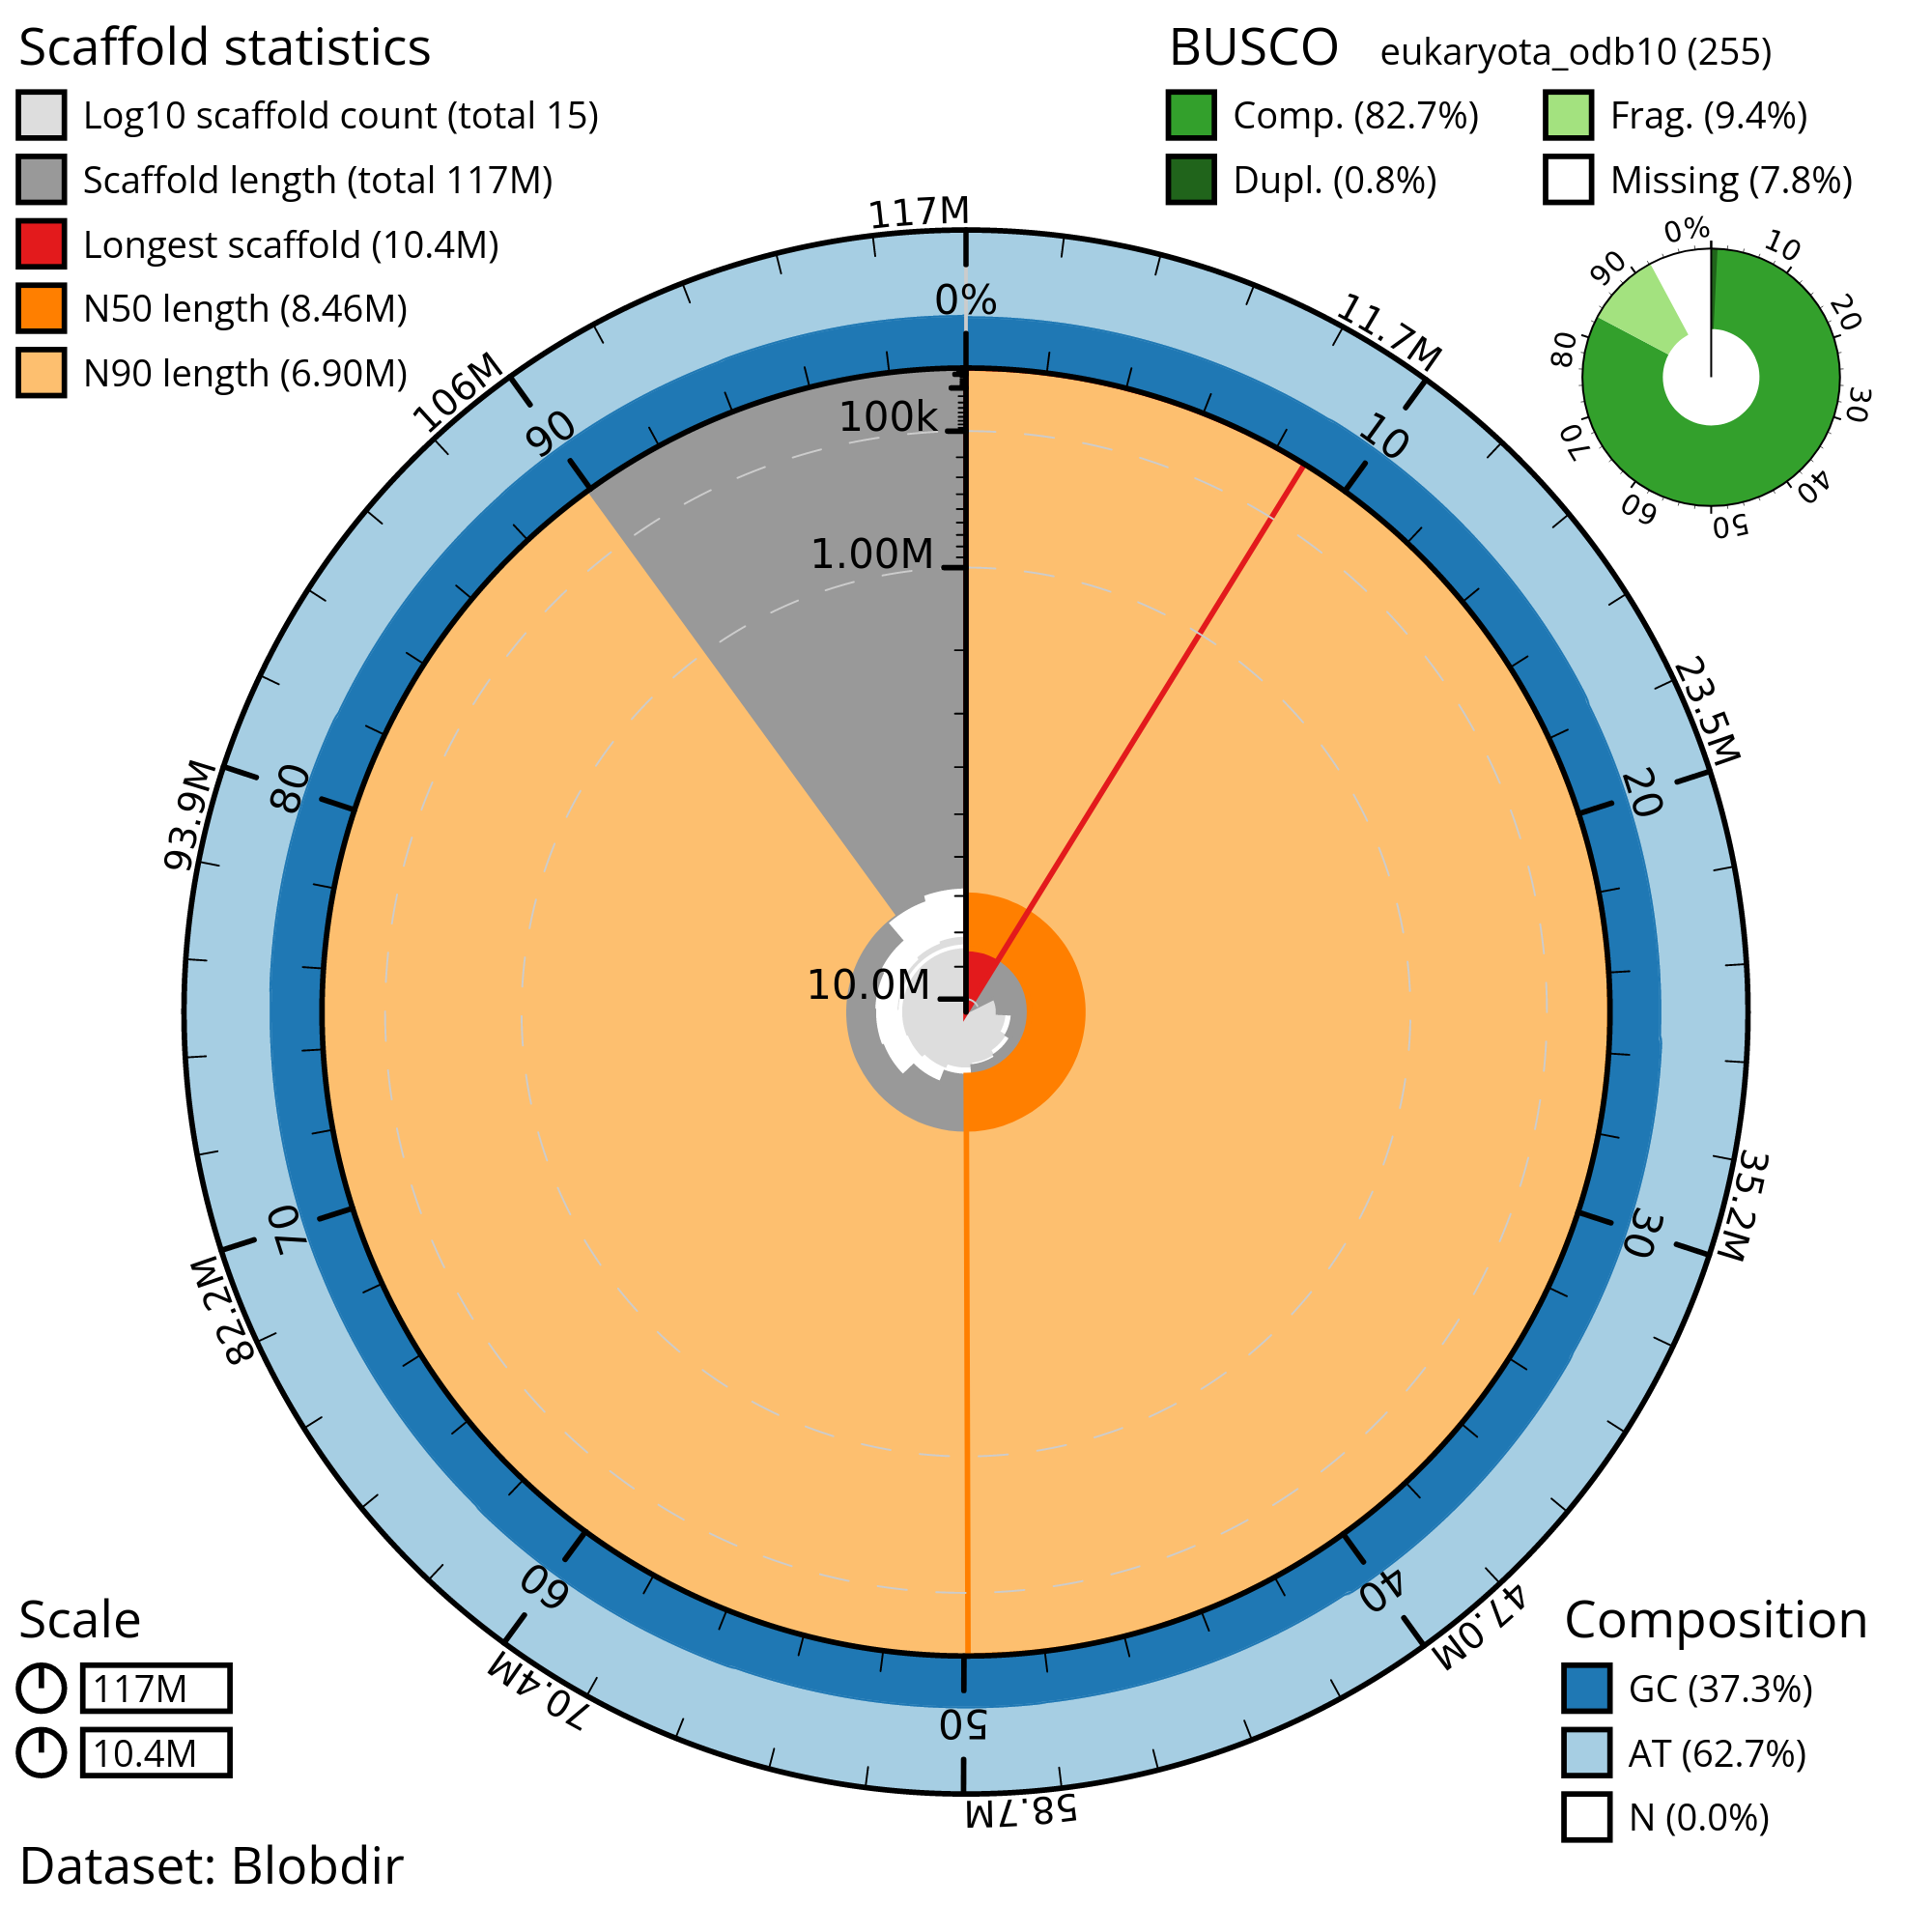 Scaffold statistics
Log10 scaffold count (total 15)
Scaffold length (total 117M)
Longest scaffold (10.4M)
N50 length (8.46M)
N90 length (6.90M)
BUSCO eukaryota_odb10 (255)
Comp. (82.7%) Frag. (9.4%)
Dupl. (0.8%) Missing (7.8%)
0%
10
20
30
40
50
60
70
80
90
117M
11.7M
23.5M
35.2M
47.0M
58.7M
70.4M
82.2M
93.9M
106M
0%
10
20
30
40
50
60
70
80
90
100k
1.00M
10.0M
Scale
117M
10.4M
Composition
GC (37.3%)
AT (62.7%)
N (0.0%)
Dataset: Blobdir